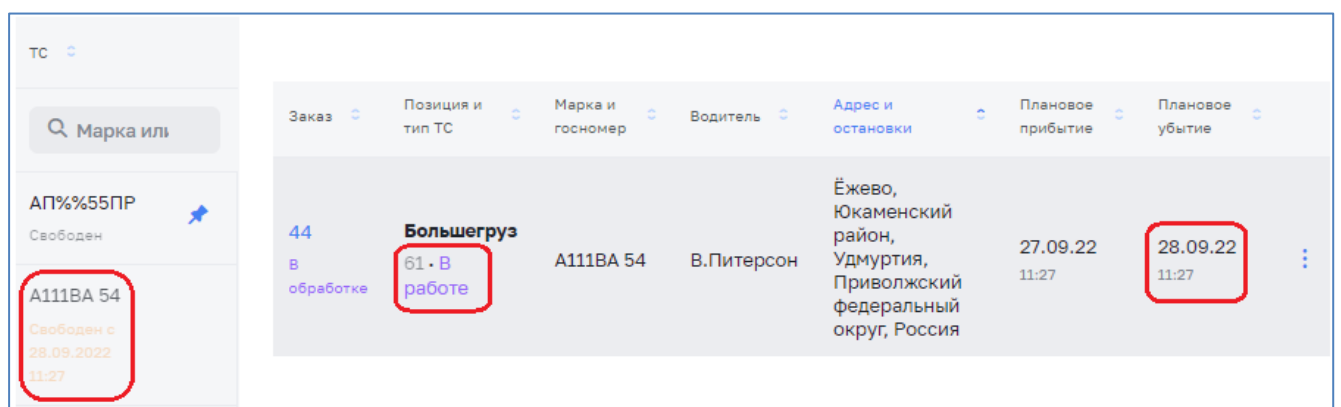 ТС
Марка или
АП%%55ПР
Свободен
А111ВА 54
Свободен с
28.09.2022
11:27
Заказ
Позиция и
тип ТС
Марка и
госномер
Водитель
Адрес и
остановки
Плановое
прибытие
Плановое
убытие
44
В
обработке
Большегруз
61 • В
работе
А111ВА 54
В.Питерсон
Ёжево,
Юкаменский
район,
Удмуртия,
Приволжский
федеральный
округ, Россия
27.09.22
11:27
28.09.22
11:27